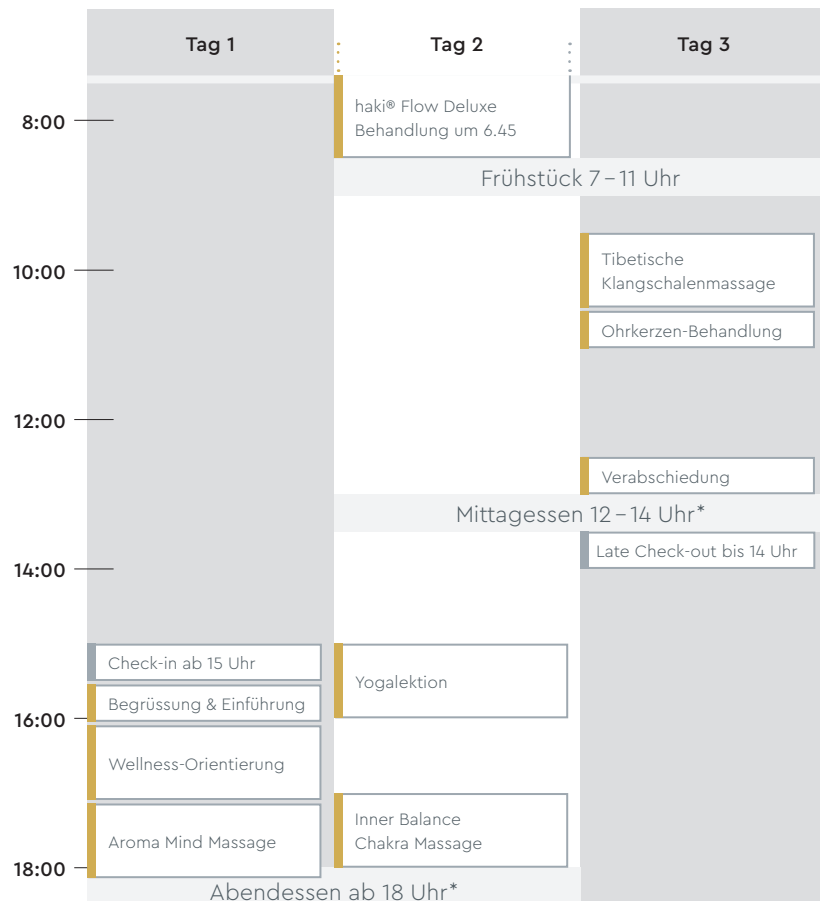 Tag 1
Tag 2
Tag 3
8:00
haki® Flow Deluxe
Behandlung um 6.45
Frühstück 7–11 Uhr
10:00
Tibetische
Klangschalenmassage
Ohrkerzen-Behandlung
12:00
Verabschiedung
Mittagessen 12–14 Uhr*
Late Check-out bis 14 Uhr
14:00
Check-in ab 15 Uhr
Yogalektion
Begrüssung & Einführung
16:00
Wellness-Orientierung
Inner Balance
Chakra Massage
Aroma Mind Massage
18:00
Abendessen ab 18 Uhr*